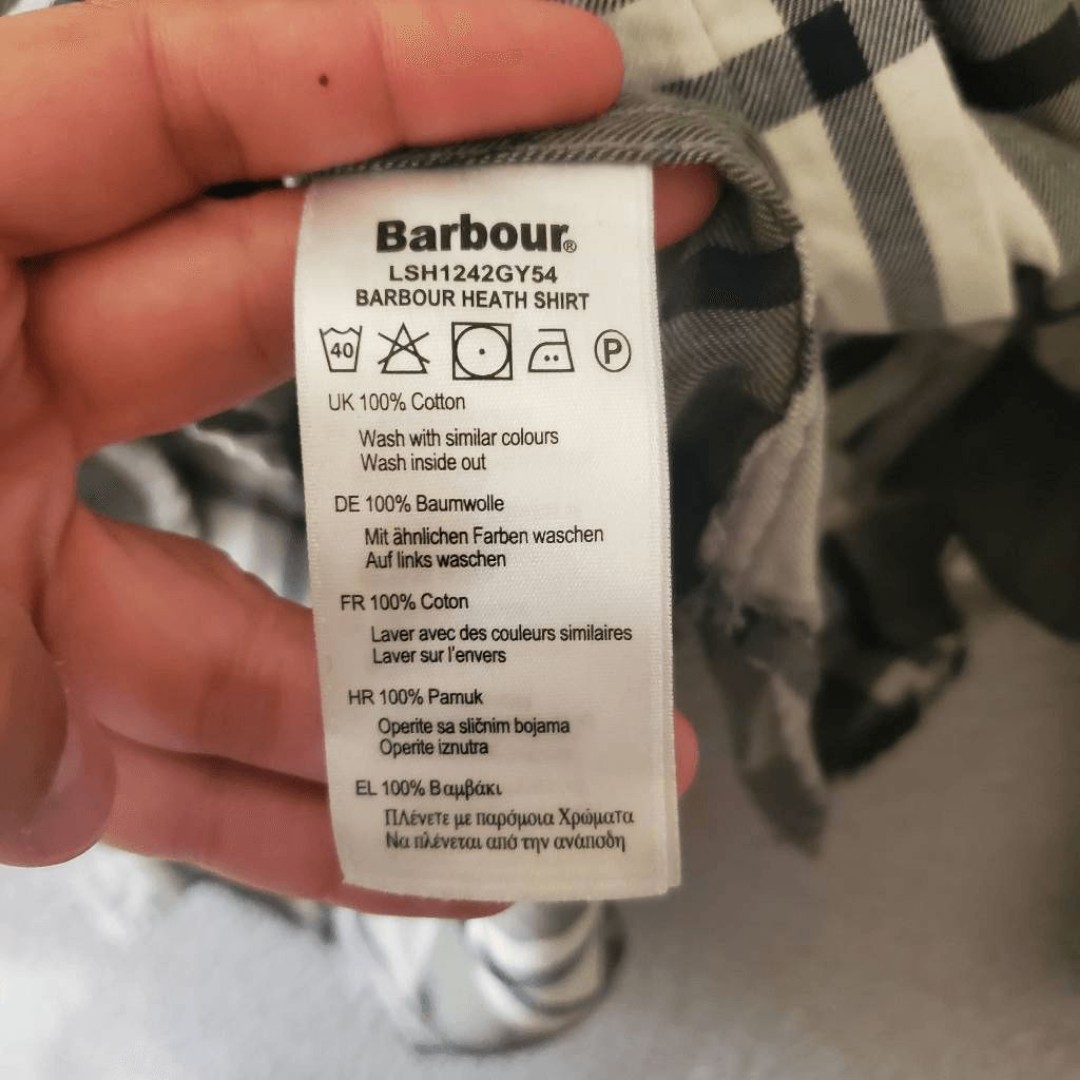 Barbour®
LSH1242GY54
BARBOUR HEATH SHIRT
40 P
UK 100% Cotton
Wash with similar colours
Wash inside out
DE 100% Baumwolle
Mit ähnlichen Farben waschen
Auf links waschen
FR 100% Coton
Laver avec des couleurs similaires
Laver sur l'envers
HR 100% Pamuk
Operite sa sličnim bojama
Operite iznutra
EL 100% Βαμβάκι
Πλένετε με παρόμοια Χρώματα
Να πλένεται από την ανάποδη